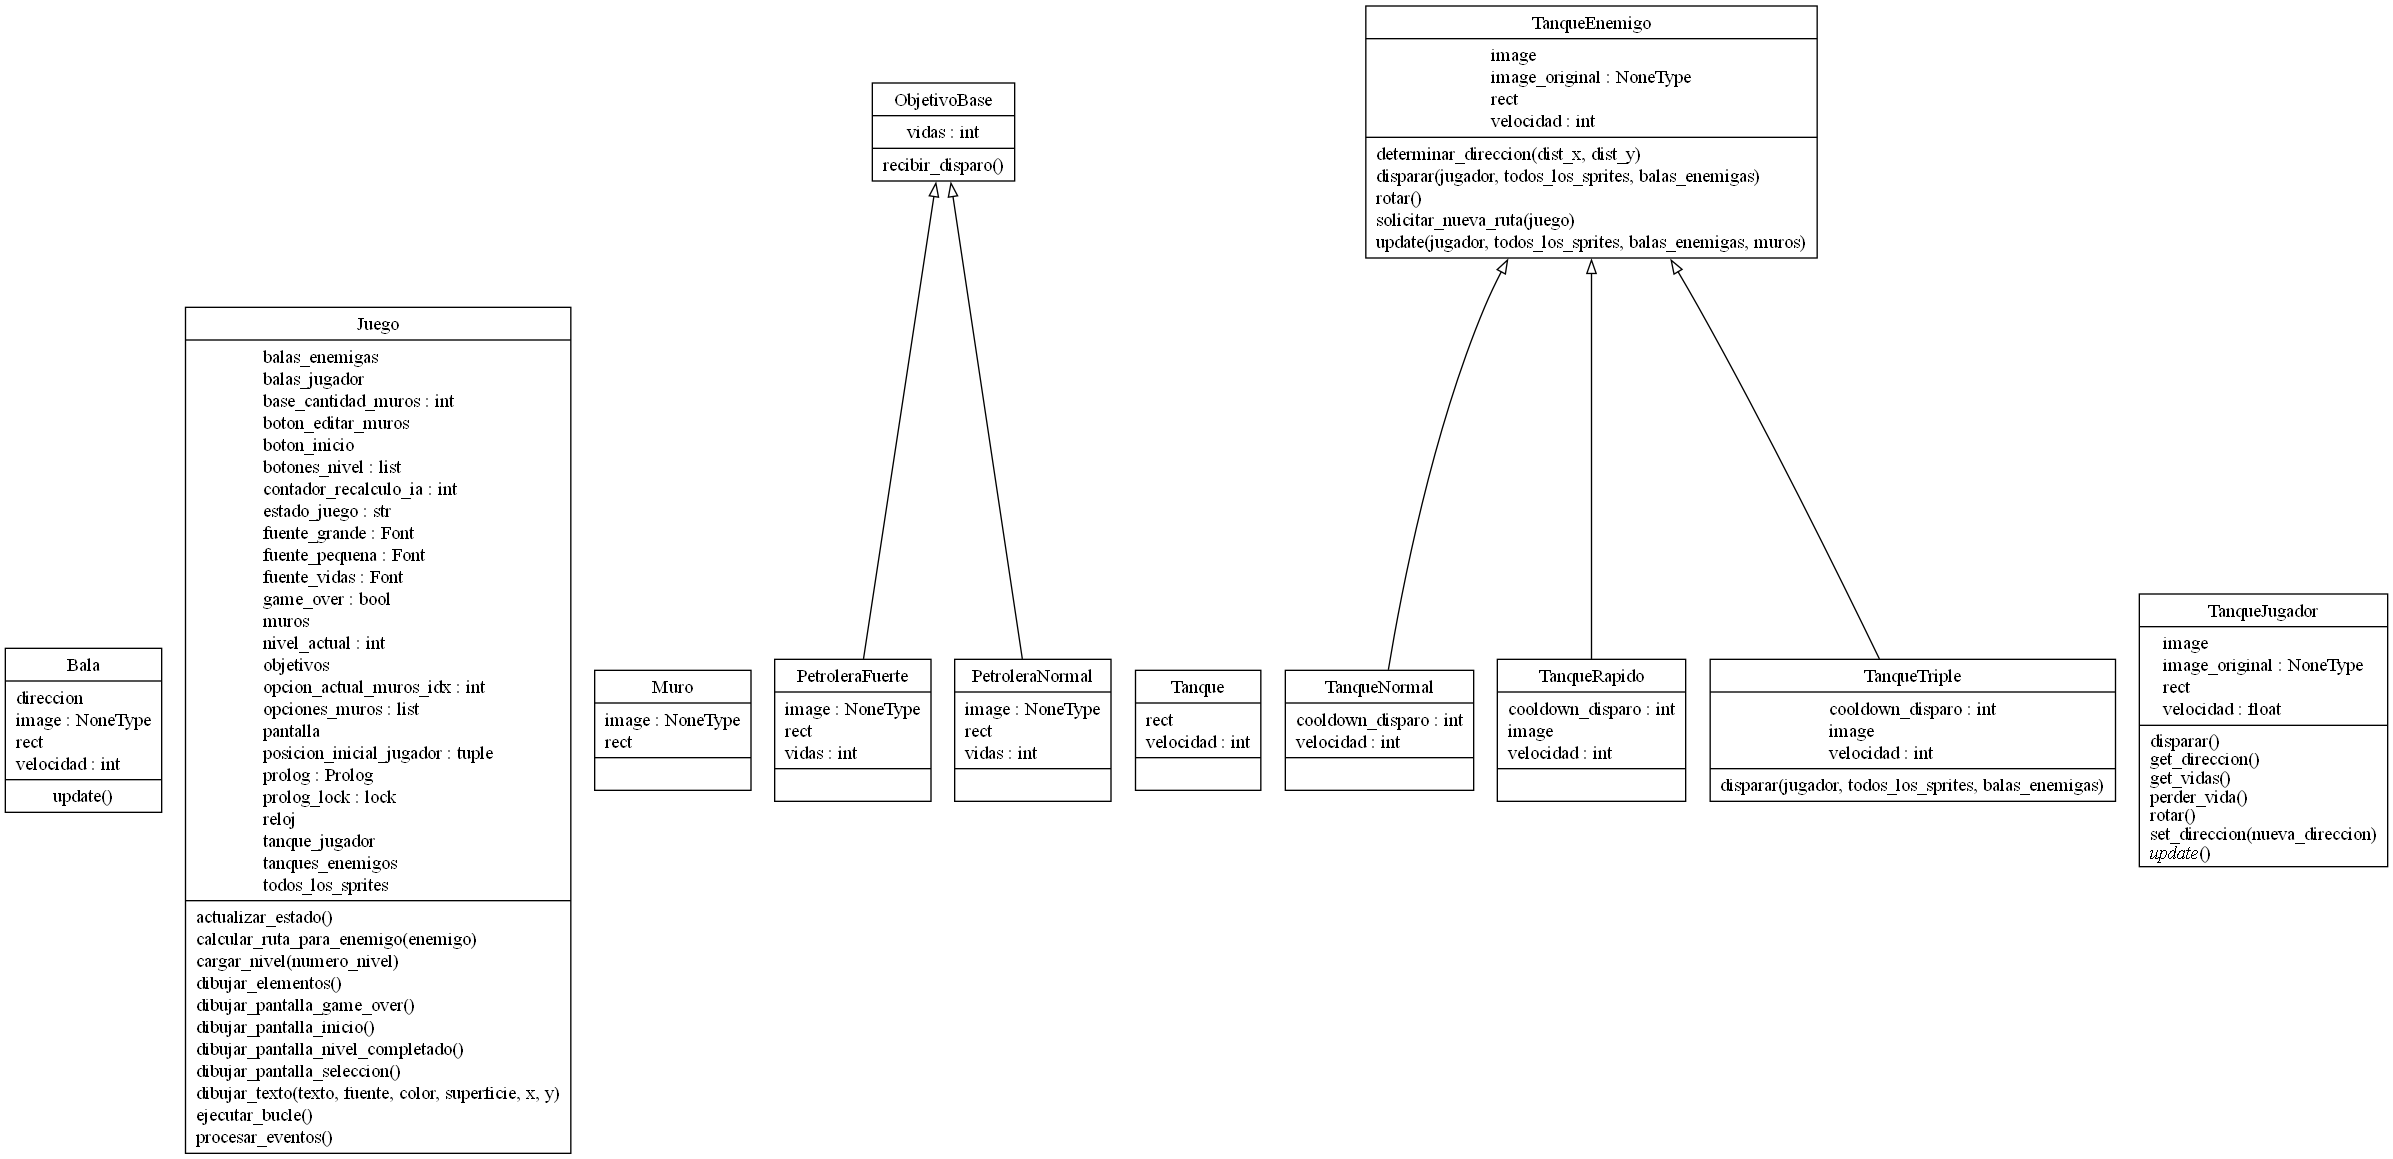 Bala
direccion
image : NoneType
rect
velocidad : int
update()
Juego
balas_enemigas
balas_jugador
base_cantidad_muros : int
boton_editar_muros
boton_inicio
botones_nivel : list
contador_recalculo_ia : int
estado_juego : str
fuente_grande : Font
fuente_pequena : Font
fuente_vidas : Font
game_over : bool
muros
nivel_actual : int
objetivos
opcion_actual_muros_idx : int
opciones_muros : list
pantalla
posicion_inicial_jugador : tuple
prolog : Prolog
prolog_lock : lock
reloj
tanque_jugador
tanques_enemigos
todos_los_sprites
actualizar_estado()
calcular_ruta_para_enemigo(enemigo)
cargar_nivel(numero_nivel)
dibujar_elementos()
dibujar_pantalla_game_over()
dibujar_pantalla_inicio()
dibujar_pantalla_nivel_completado()
dibujar_pantalla_seleccion()
dibujar_texto(texto, fuente, color, superficie, x, y)
ejecutar_bucle()
procesar_eventos()
Muro
image : NoneType
rect
ObjetivoBase
vidas : int
recibir_disparo()
PetroleraFuerte
image : NoneType
rect
vidas : int
PetroleraNormal
image : NoneType
rect
vidas : int
Tanque
rect
velocidad : int
TanqueEnemigo
image
image_original : NoneType
rect
velocidad : int
determinar_direccion(dist_x, dist_y)
disparar(jugador, todos_los_sprites, balas_enemigas)
rotar()
solicitar_nueva_ruta(juego)
update(jugador, todos_los_sprites, balas_enemigas, muros)
TanqueNormal
cooldown_disparo : int
velocidad : int
TanqueRapido
cooldown_disparo : int
image
velocidad : int
TanqueTriple
cooldown_disparo : int
image
velocidad : int
disparar(jugador, todos_los_sprites, balas_enemigas)
TanqueJugador
image
image_original : NoneType
rect
velocidad : float
disparar()
get_direccion()
get_vidas()
perder_vida()
rotar()
set_direccion(nueva_direccion)
update()